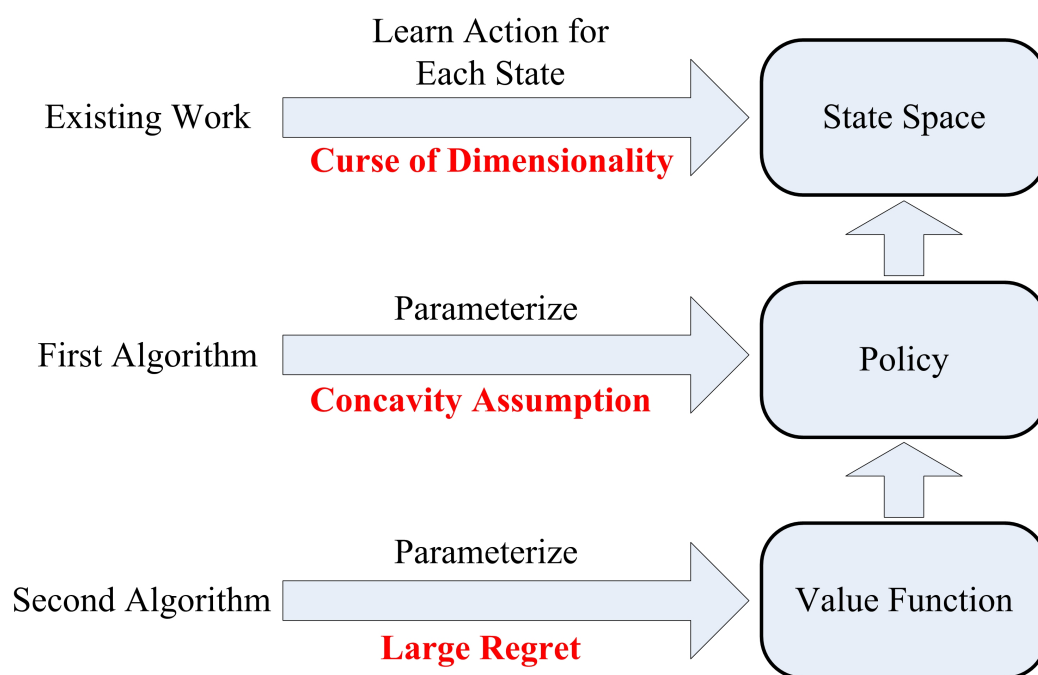 Learn Action for
Each State
Existing Work
State Space
Curse of Dimensionality
Parameterize
First Algorithm
Policy
Concavity Assumption
Parameterize
Second Algorithm
Value Function
Large Regret